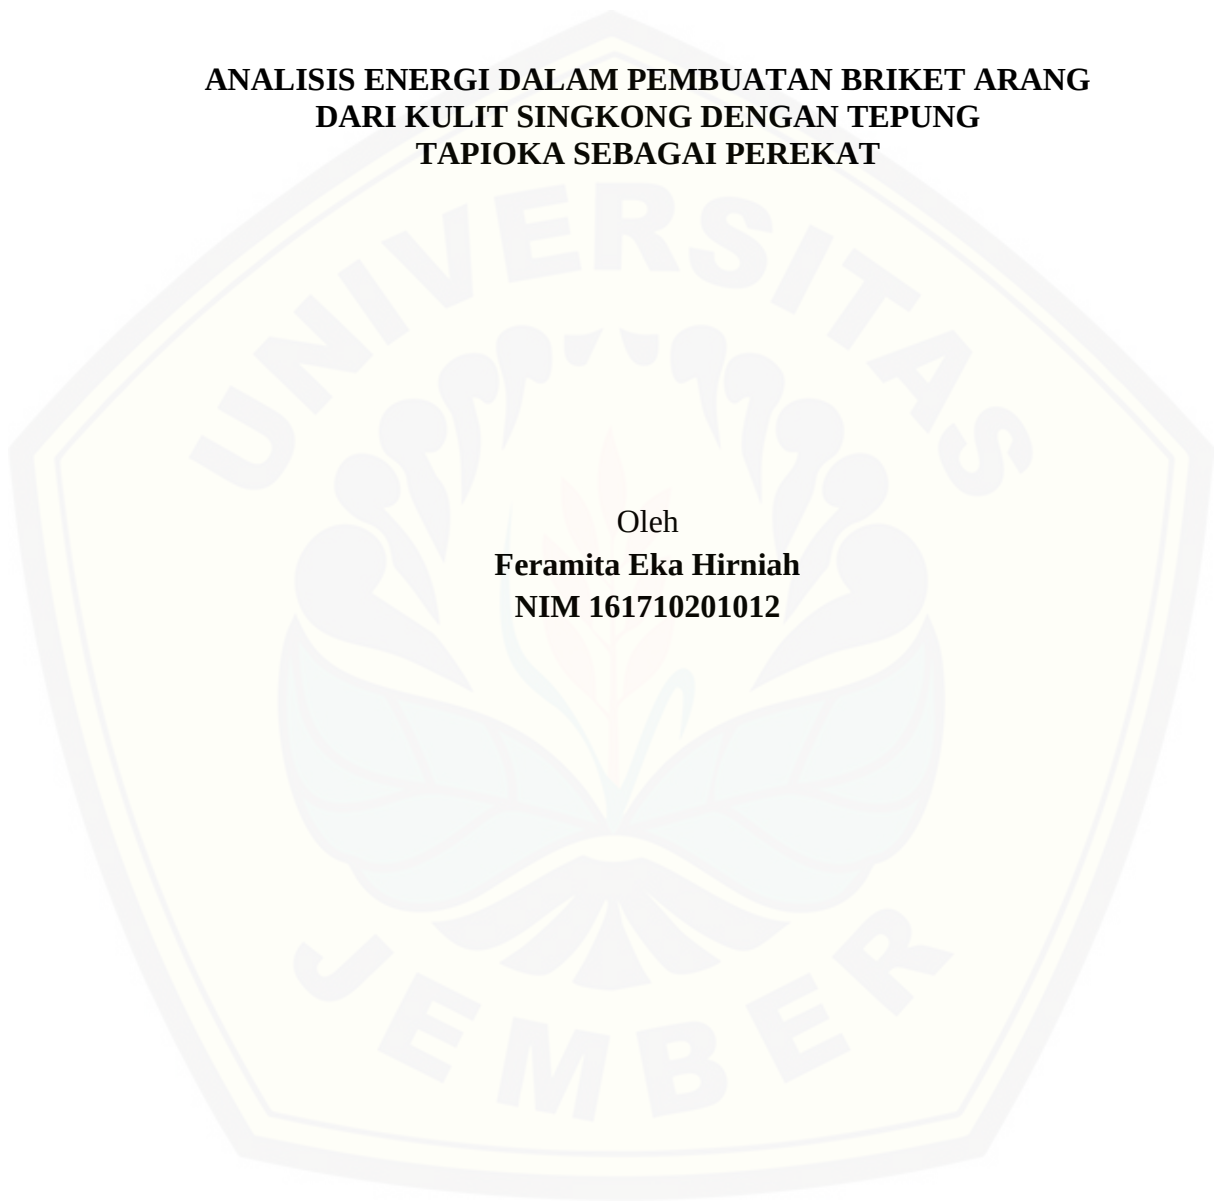 ANALISIS ENERGI DALAM PEMBUATAN BRIKET ARANG
DARI KULIT SINGKONG DENGAN TEPUNG
TAPIOKA SEBAGAI PEREKAT
UNIVERSITAS
Oleh
Feramita Eka Hirniah
NIM 161710201012
JEMBER